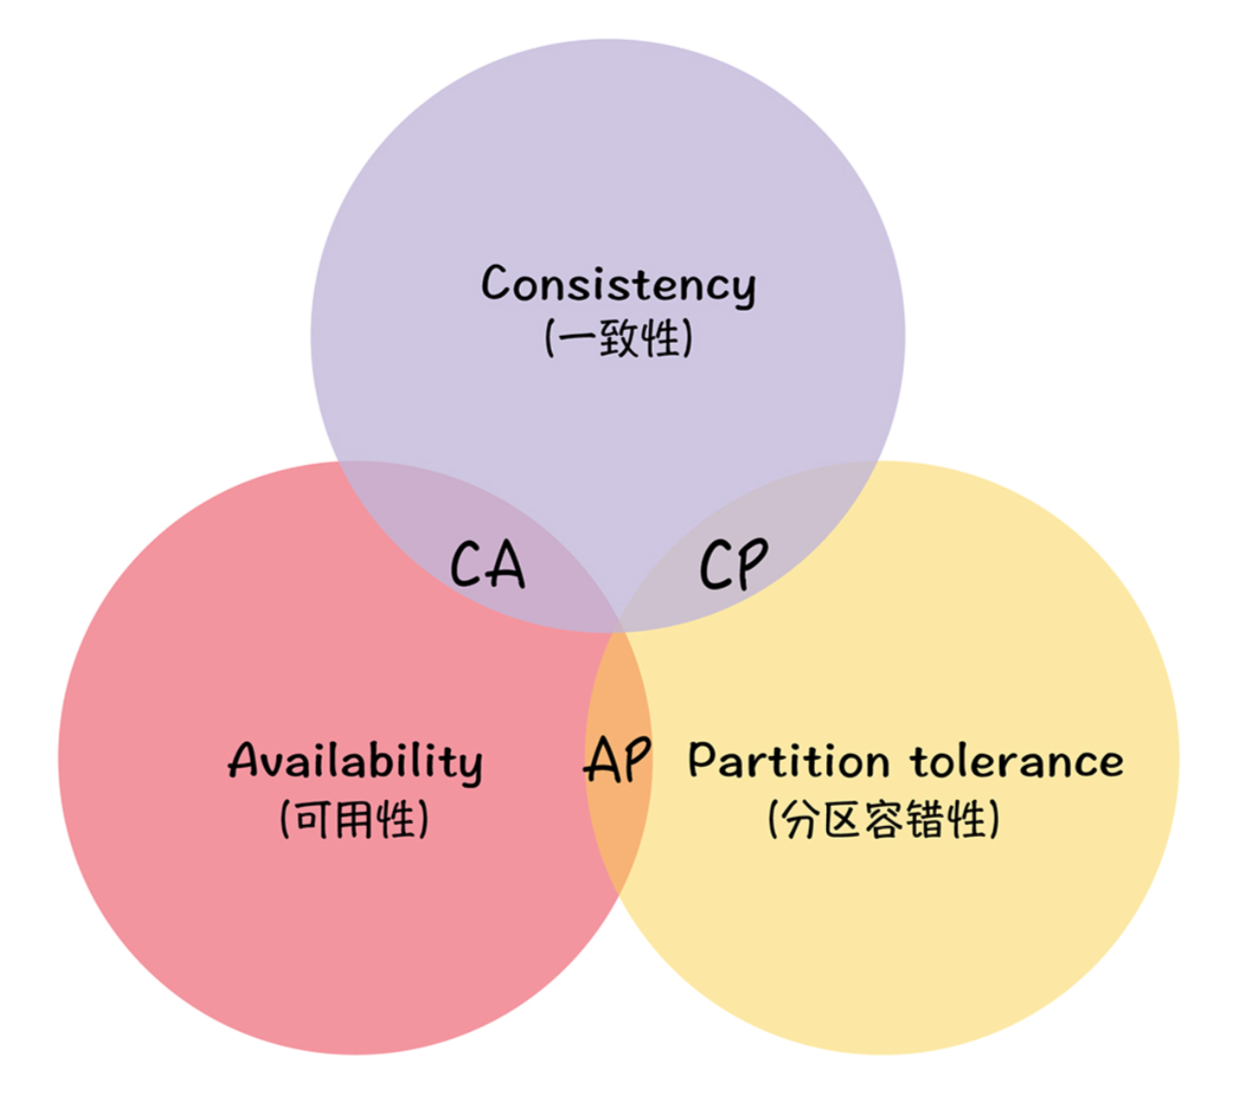 Consistency
(一致性)
CA
CP
Availability
(可用性)
AP
Partition tolerance
(分区容错性)